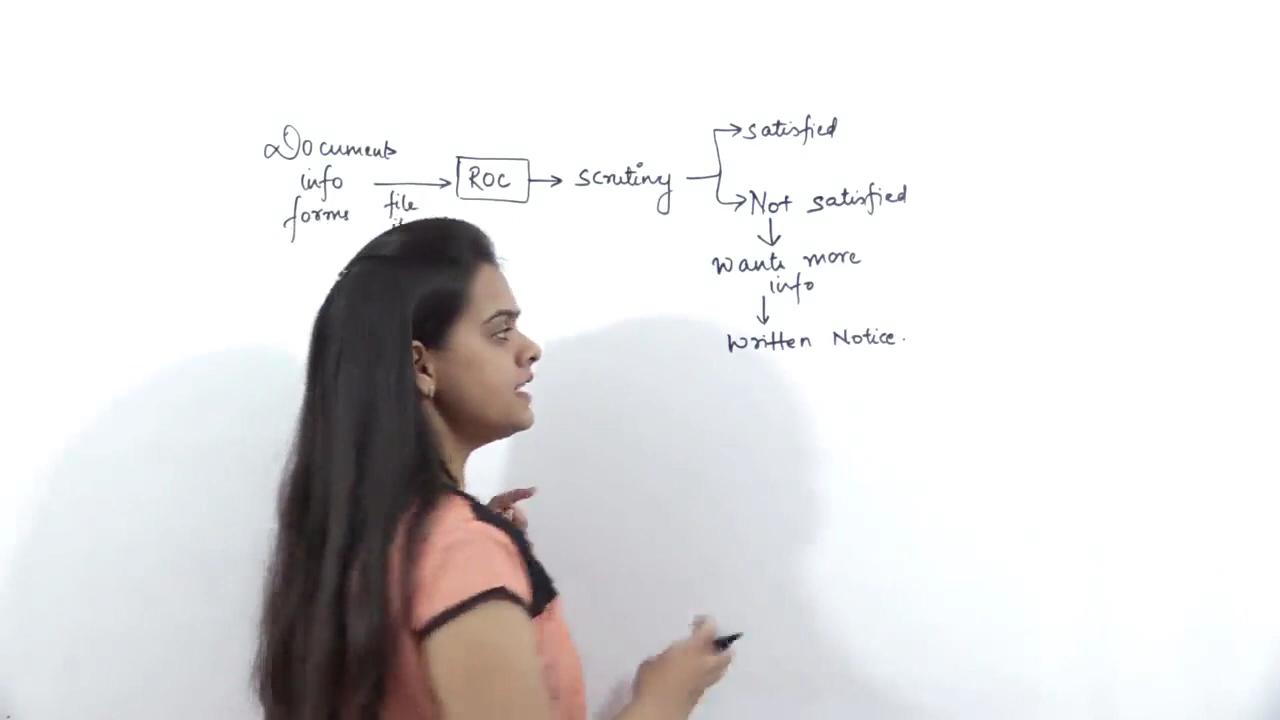 Documents
info
forms
file
ROC
scrutiny
satisfied
Not satisfied
wants more
info
written Notice.